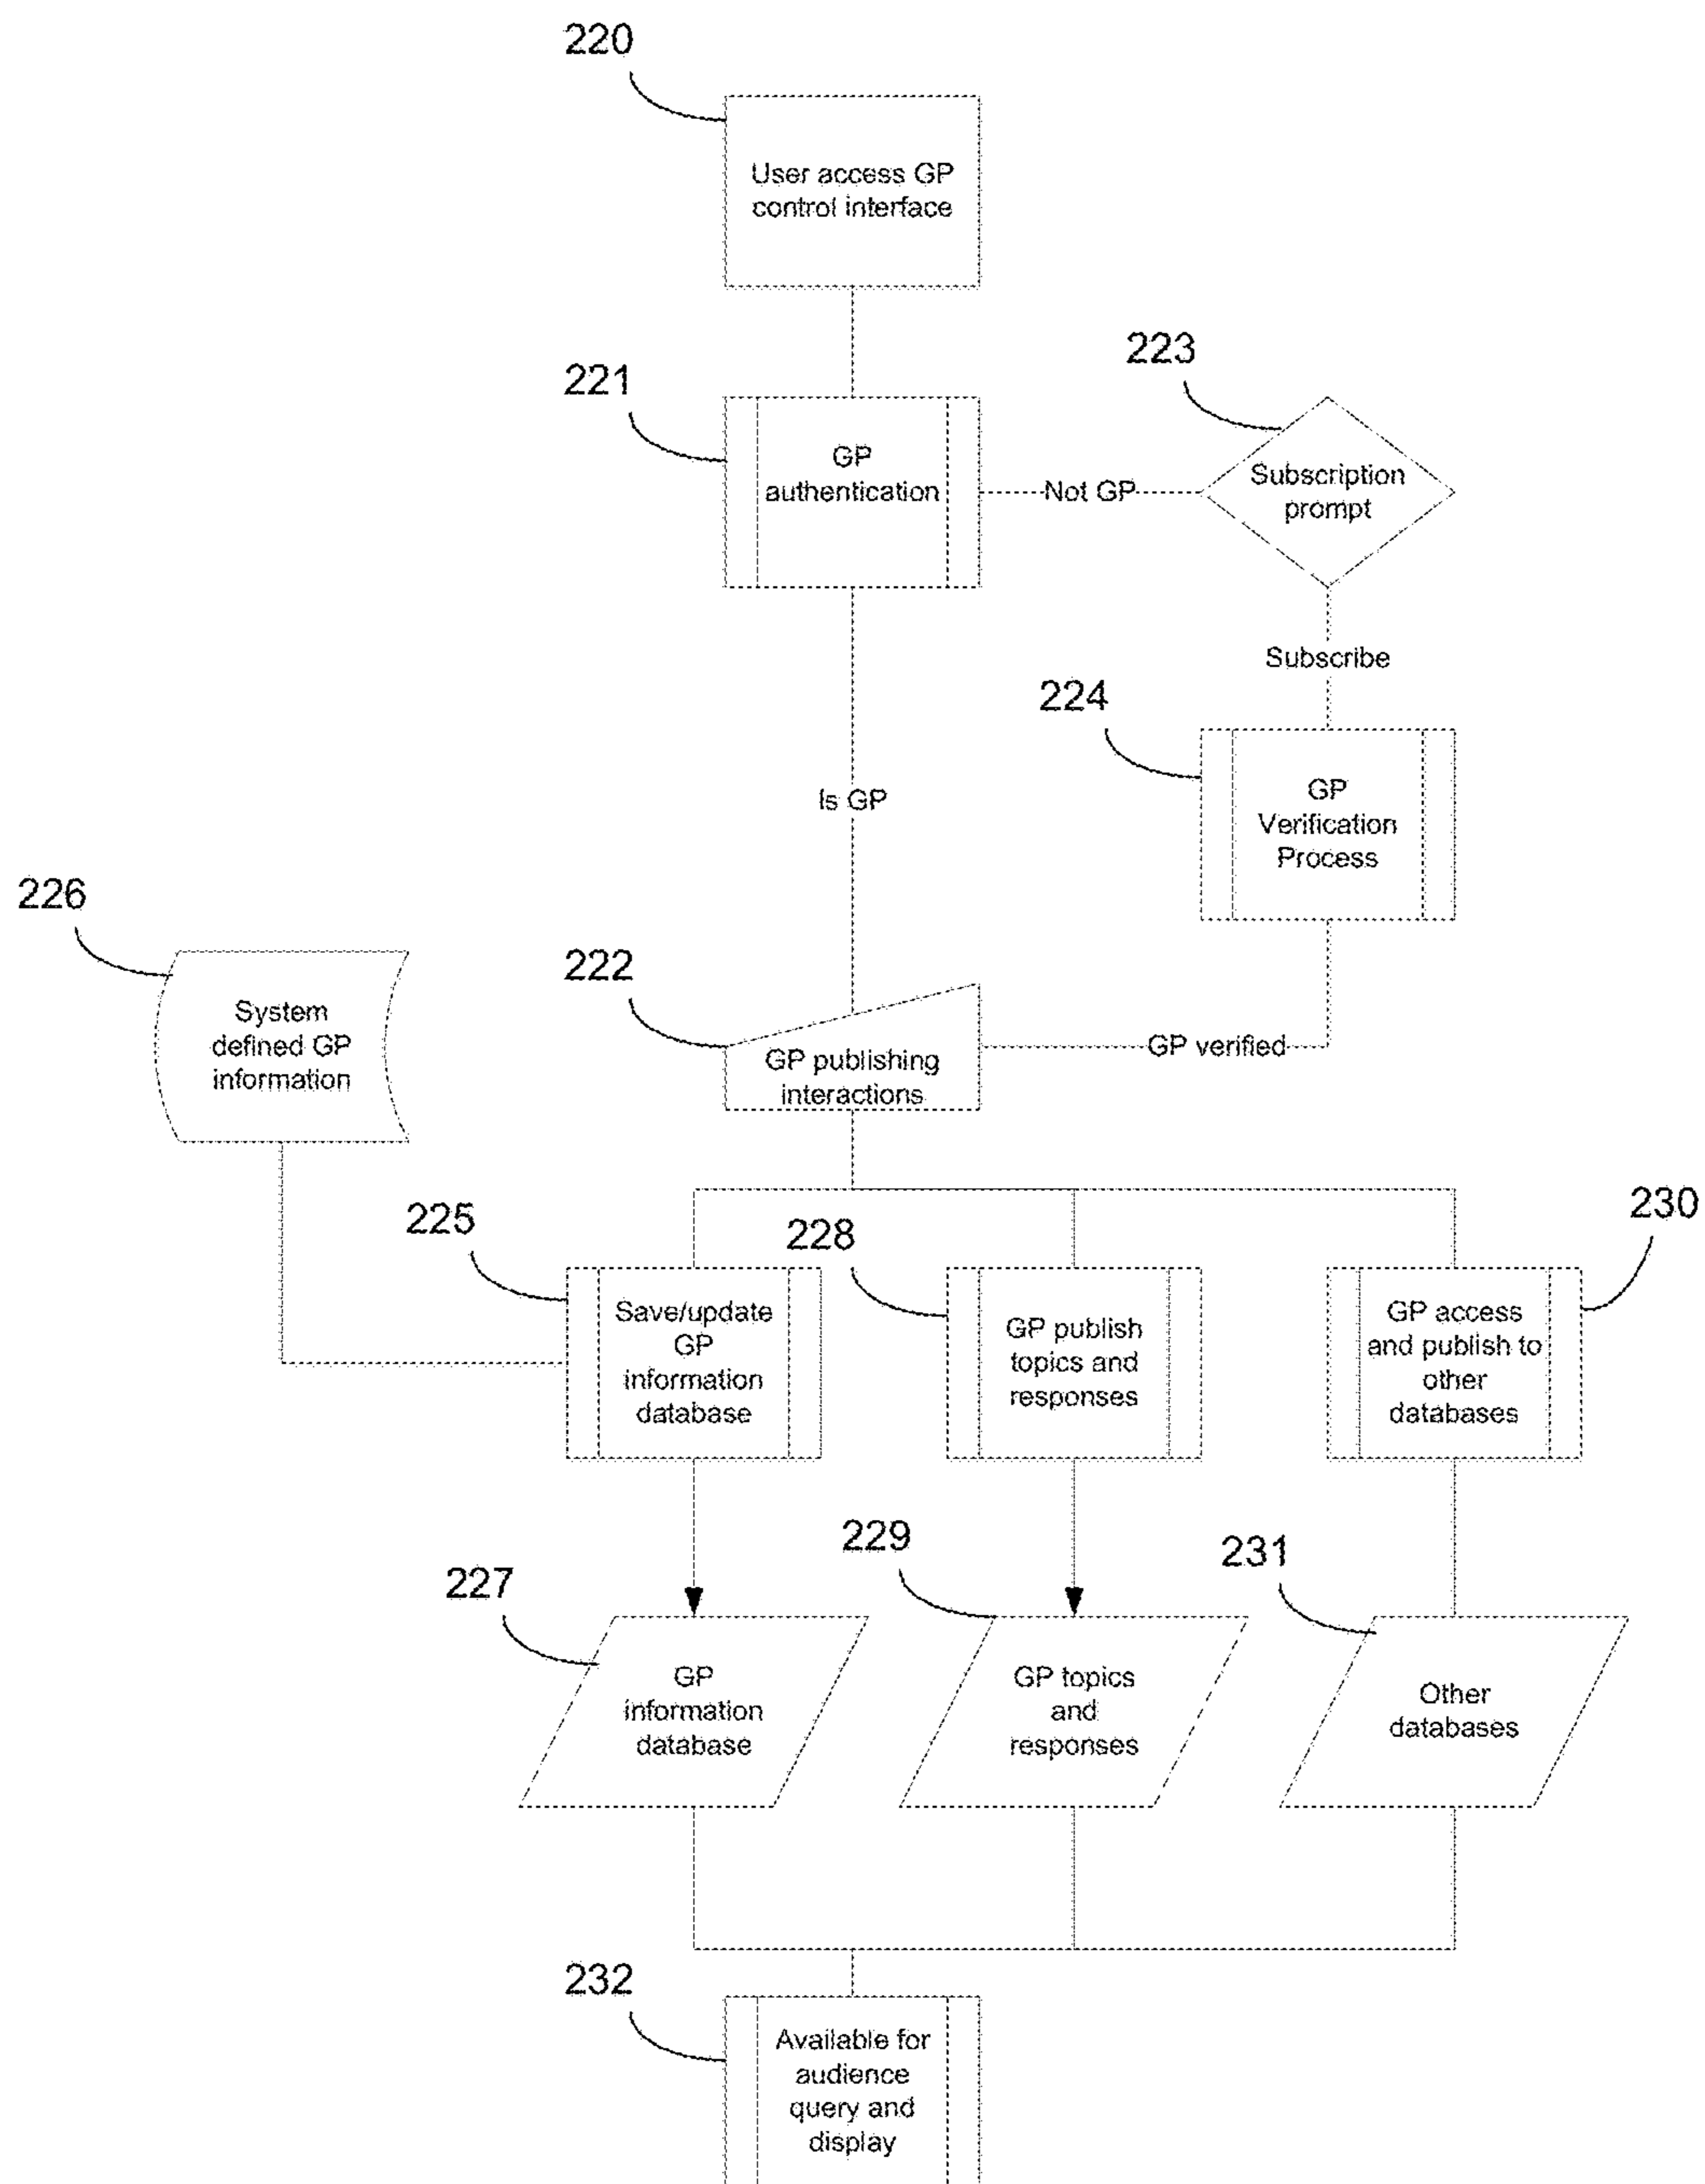 220
User access GP
control interface
221
GP
authentication
Not GP
223
Subscription
prompt
Subscribe
224
GP
Verification
Process
Is GP
226
System
defined GP
information
222
GP publishing
interactions
GP verified
225
Save/update
GP
information
database
228
GP publish
topics and
responses
230
GP access
and publish to
other
databases
227
GP
information
database
229
GP topics
and
responses
231
Other
databases
232
Available for
audience
query and
display